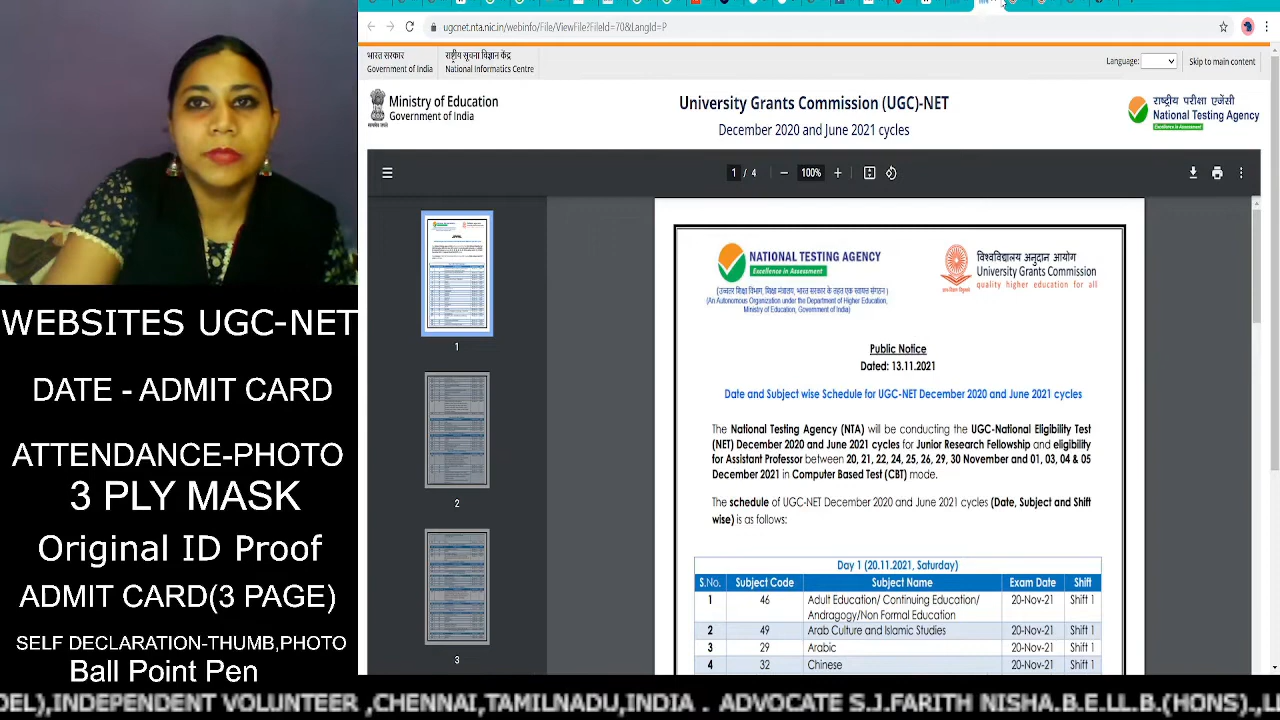 ugcnet.nta.nic.in/webinfo/File/ViewFile?FileId=70&LangId=P
भारत सरकार
Government of India
राष्ट्रीय सूचना विज्ञान केंद्र
National Informatics Centre
Language:
Skip to main content
Ministry of Education
Government of India
University Grants Commission (UGC)-NET
December 2020 and June 2021 cycles
राष्ट्रीय परीक्षा एजेंसी
National Testing Agency
Excellence in Assessment
1 / 4
100%
1
2
3
NATIONAL TESTING AGENCY
Excellence in Assessment
(उच्चतर शिक्षा विभाग, शिक्षा मंत्रालय, भारत सरकार के तहत एक स्वायत्त संगठन)
(An Autonomous Organization under the Department of Higher Education,
Ministry of Education, Government of India)
विश्वविद्यालय अनुदान आयोग
University Grants Commission
quality higher education for all
Public Notice
Dated: 13.11.2021
Date and Subject wise Schedule for UGC-NET December 2020 and June 2021 cycles
The National Testing Agency (NTA) will be conducting the UGC-National Eligibility Test
(NET) December 2020 and June 2021 cycles for Junior Research Fellowship and eligibility
for Assistant Professor between 20, 21, 22, 24, 25, 26, 29, 30 November and 01, 03, 04 & 05
December 2021 in Computer Based Test (CBT) mode.
The schedule of UGC-NET December 2020 and June 2021 cycles (Date, Subject and Shift
wise) is as follows:
Day 1 (20.11.2021, Saturday)
S.No. Subject Code Subject Name Exam Date Shift
1 46 Adult Education/ Continuing Education/ 20-Nov-21 Shift 1
Andragogy/Non Formal Education
2 49 Arab Culture and Islamic Studies 20-Nov-21 Shift 1
3 29 Arabic 20-Nov-21 Shift 1
4 32 Chinese 20-Nov-21 Shift 1
WEBSITES UGC-NET
DATE - ADMIT CARD
ATTENDANCE-PHOTO
3 PLY MASK
Original ID Proof
ADMIT CARD(3 PAGE)
SELF DECLARATION-THUMB,PHOTO
Ball Point Pen
DEL),INDEPENDENT VOLUNTEER ,CHENNAI,TAMILNADU,INDIA . ADVOCATE S.J.FARITH NISHA.B.E.LL.B.(HONS).,LL